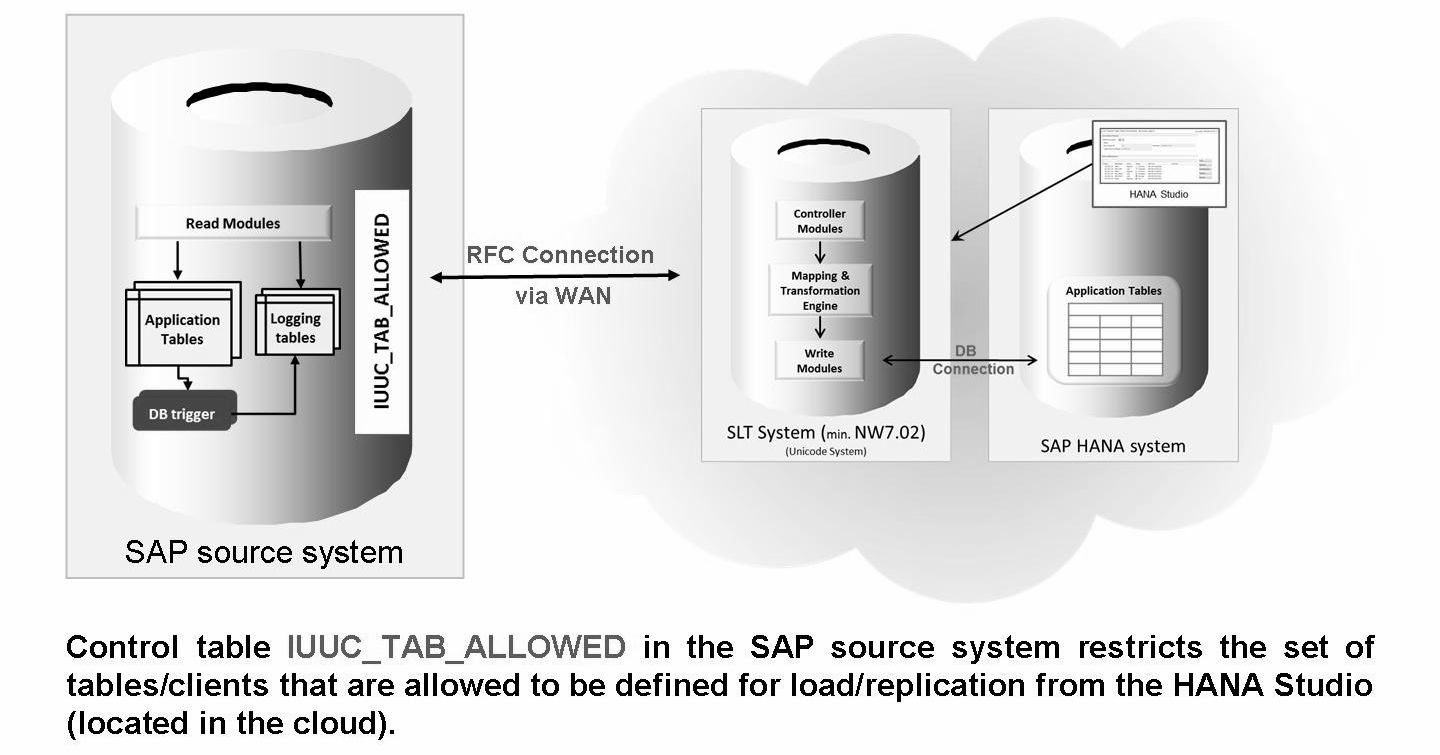 Read Modules
Application
Tables
Logging
tables
DB trigger
IUUC_TAB_ALLOWED
SAP source system
RFC Connection
via WAN
Controller
Modules
Mapping &
Transformation
Engine
Write
Modules
SLT System (min. NW7.02)
(Unicode System)
DB
Connection
HANA Studio
Application Tables
SAP HANA system
Control table IUUC_TAB_ALLOWED in the SAP source system restricts the set of
tables/clients that are allowed to be defined for load/replication from the HANA Studio
(located in the cloud).